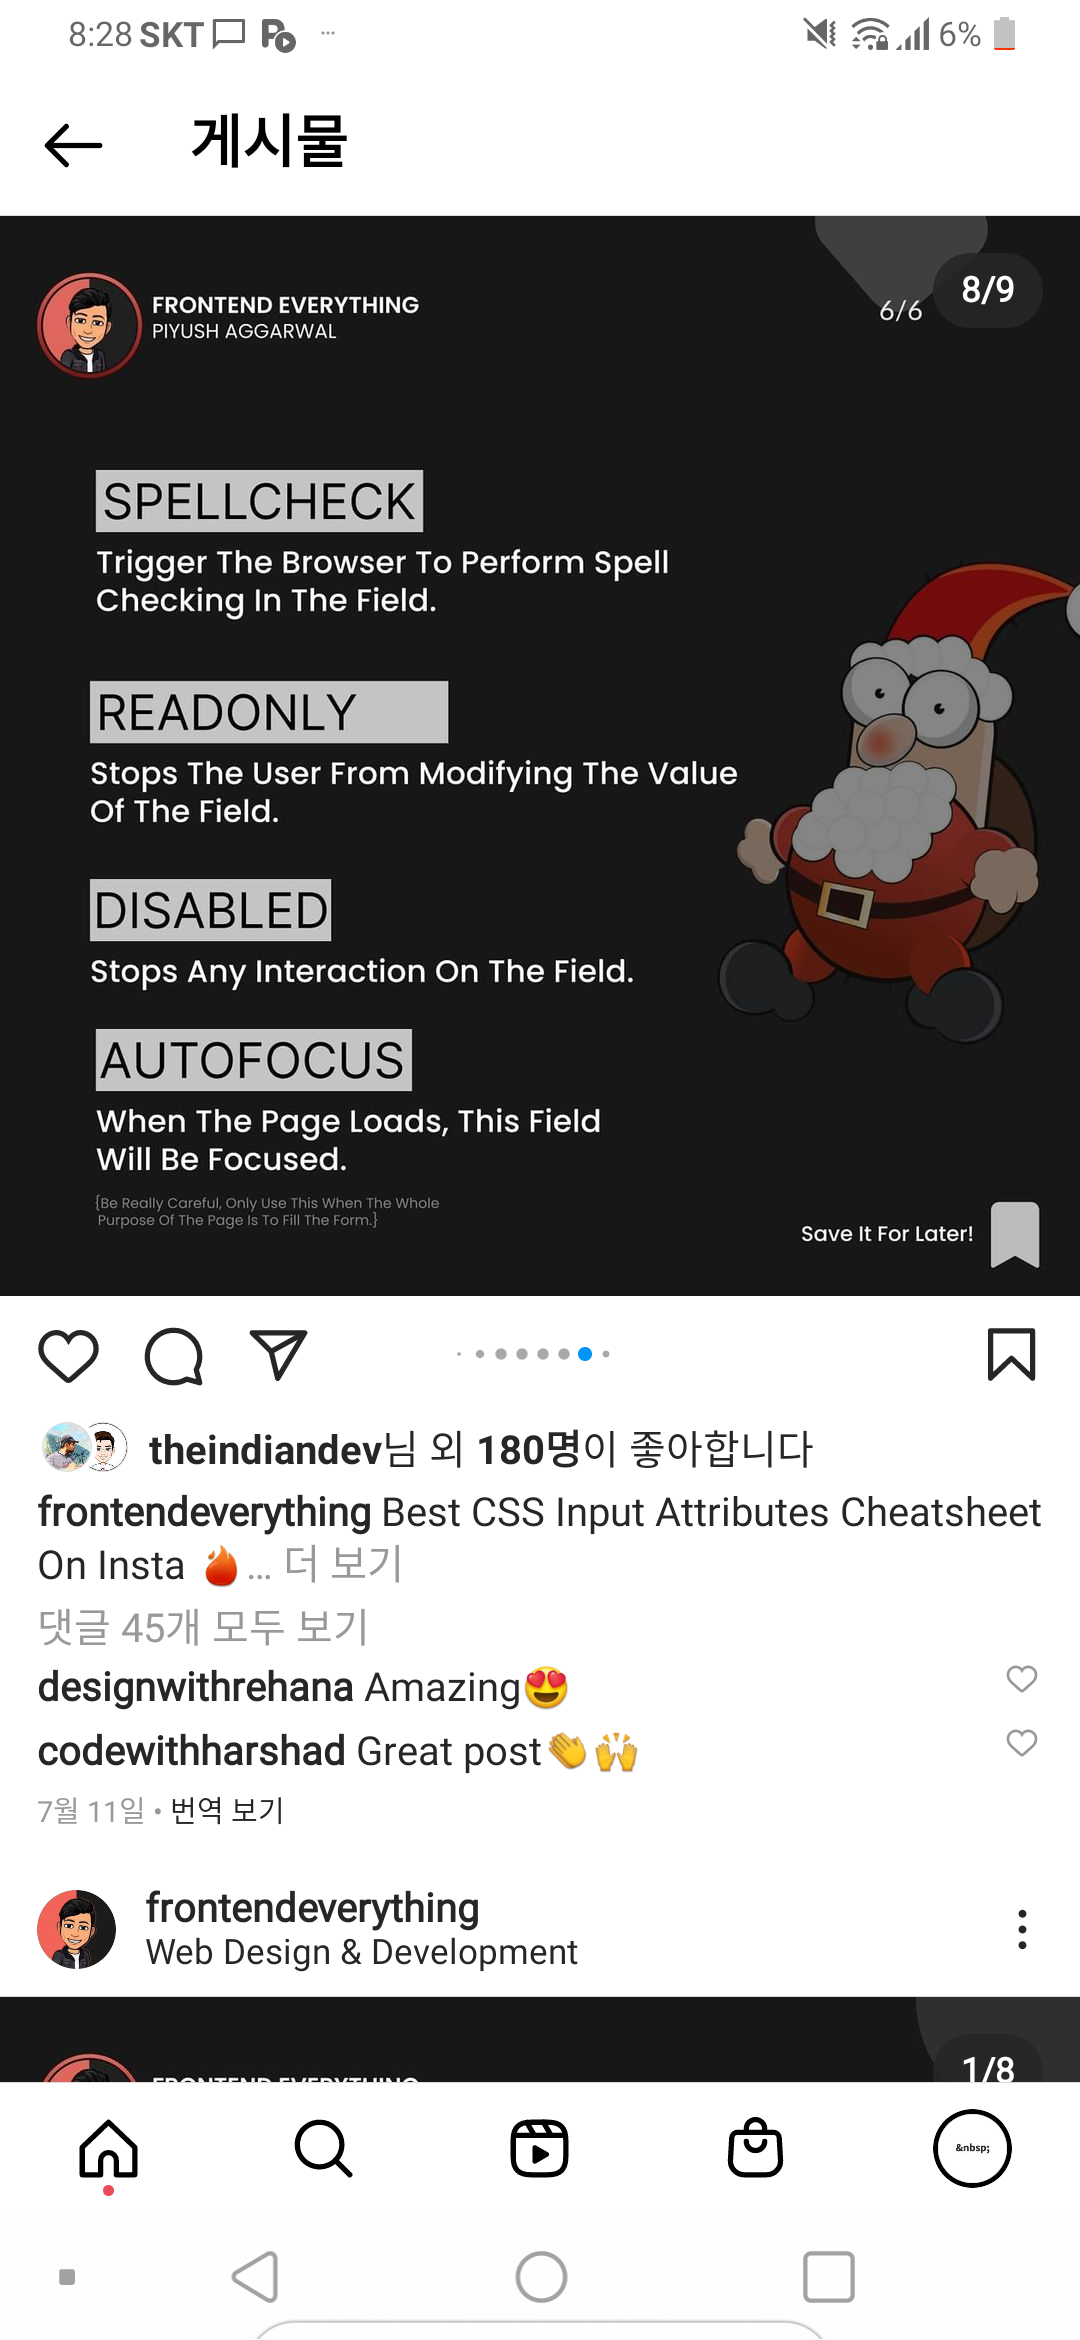 8:28 SKT
6%
게시물
FRONTEND EVERYTHING
PIYUSH AGGARWAL
6/6
8/9
SPELLCHECK
Trigger The Browser To Perform Spell
Checking In The Field.
READONLY
Stops The User From Modifying The Value
Of The Field.
DISABLED
Stops Any Interaction On The Field.
AUTOFOCUS
When The Page Loads, This Field
Will Be Focused.
{Be Really Careful, Only Use This When The Whole
Purpose Of The Page Is To Fill The Form.}
Save It For Later!
theindiandev님 외 180명이 좋아합니다
frontendeverything Best CSS Input Attributes Cheatsheet
On Insta 🔥... 더 보기
댓글 45개 모두 보기
designwithrehana Amazing😍
codewithharshad Great post👏🙌
7월 11일 • 번역 보기
frontendeverything
Web Design & Development
FRONTEND EVERYTHING
1/8
&nbsp;